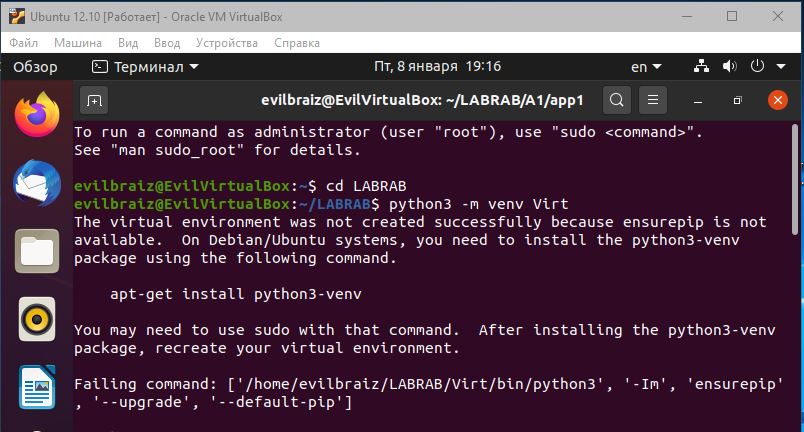 Ubuntu 12.10 [Работает] - Oracle VM VirtualBox
Файл Машина Вид Ввод Устройства Справка
Обзор Терминал Пт, 8 января 19:16 en
evilbraiz@EvilVirtualBox: ~/LABRAB/A1/app1
To run a command as administrator (user "root"), use "sudo <command>".
See "man sudo_root" for details.
evilbraiz@EvilVirtualBox:~$ cd LABRAB
evilbraiz@EvilVirtualBox:~/LABRAB$ python3 -m venv Virt
The virtual environment was not created successfully because ensurepip is not
available.  On Debian/Ubuntu systems, you need to install the python3-venv
package using the following command.
    apt-get install python3-venv
You may need to use sudo with that command.  After installing the python3-venv
package, recreate your virtual environment.
Failing command: ['/home/evilbraiz/LABRAB/Virt/bin/python3', '-Im', 'ensurepip'
, '--upgrade', '--default-pip']